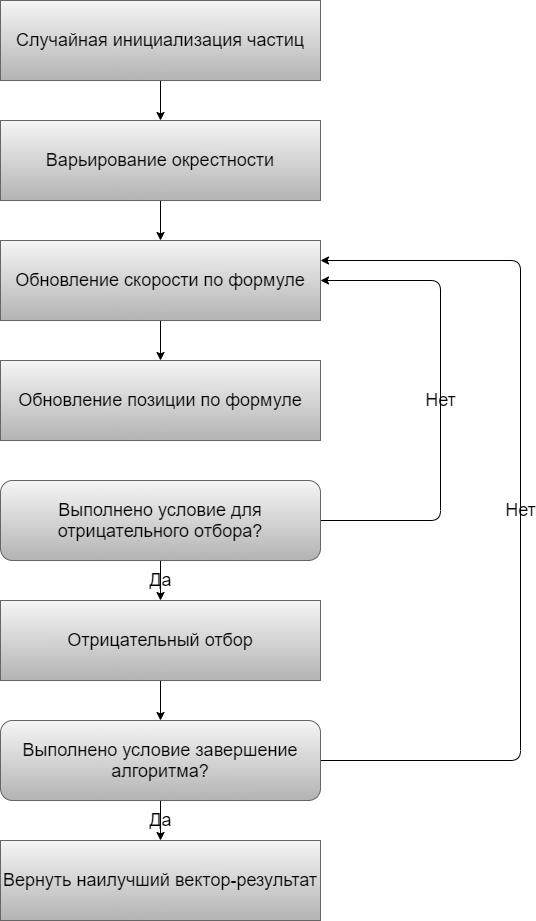 Случайная инициализация частиц
Варьирование окрестности
Обновление скорости по формуле
Обновление позиции по формуле
Нет
Выполнено условие для
отрицательного отбора?
Нет
Да
Отрицательный отбор
Выполнено условие завершение
алгоритма?
Да
Вернуть наилучший вектор-результат